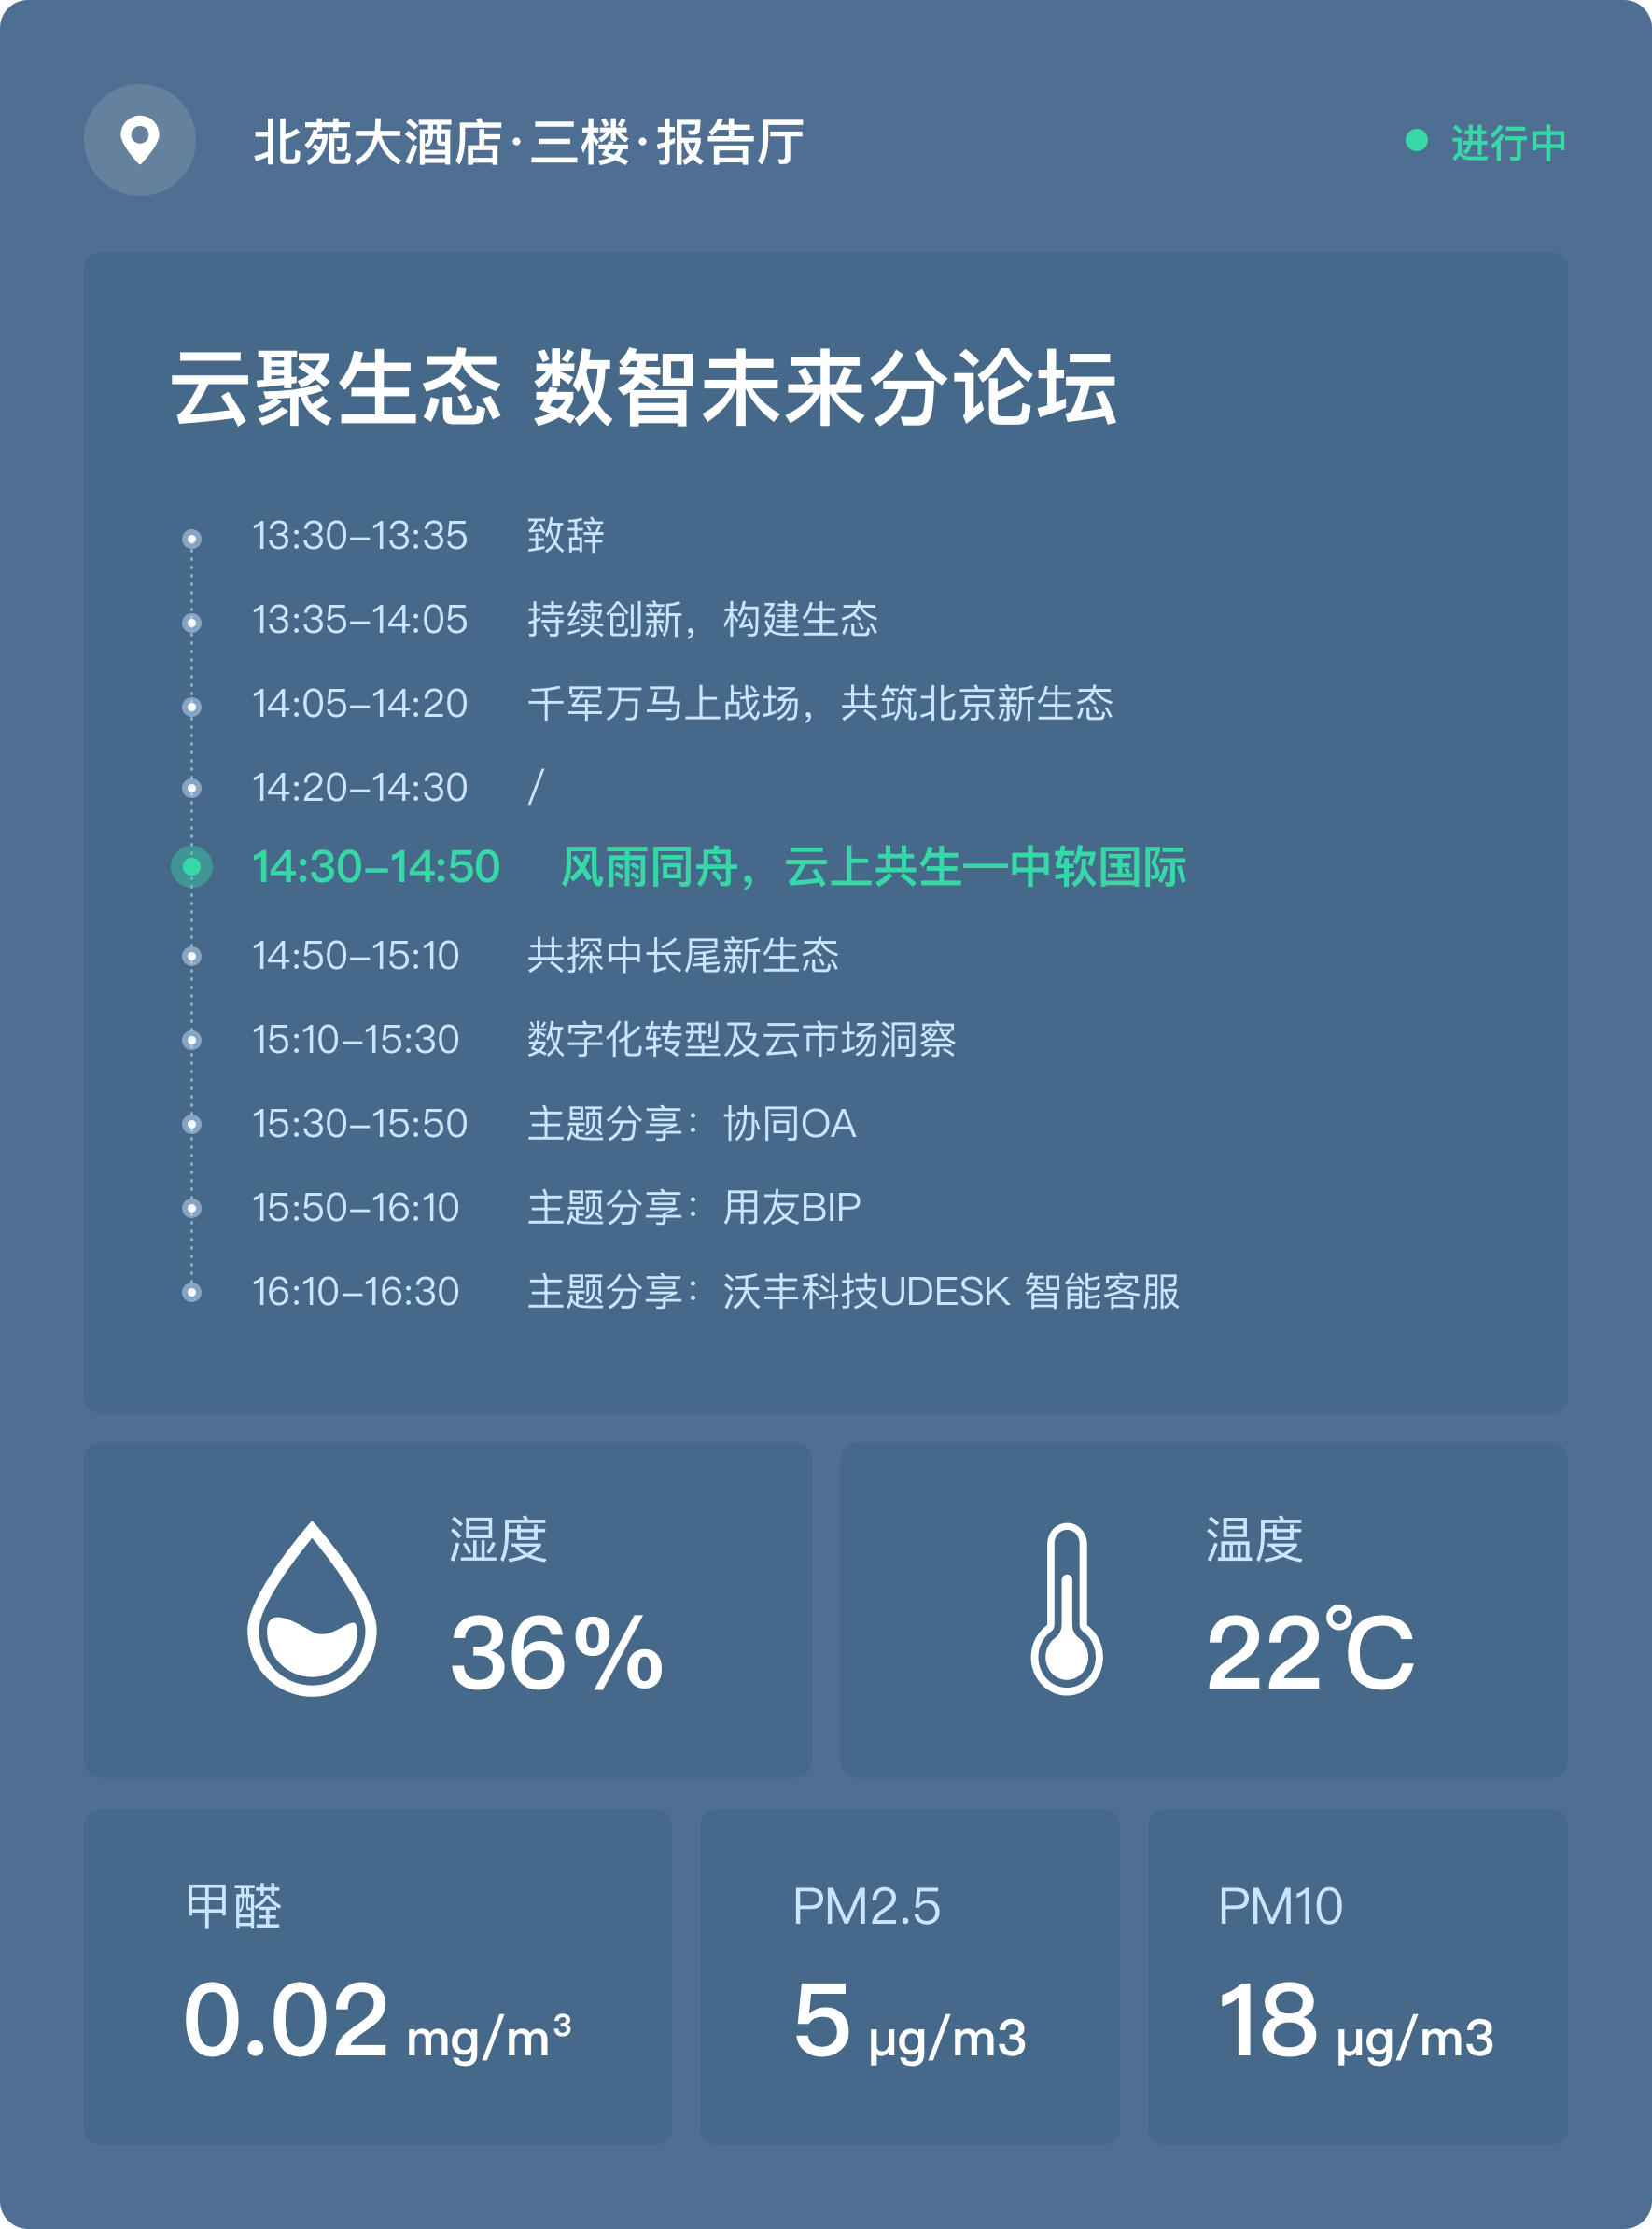 北苑大酒店·三楼·报告厅
进行中
云聚生态 数智未来分论坛
13:30–13:35 致辞
13:35–14:05 持续创新，构建生态
14:05–14:20 千军万马上战场，共筑北京新生态
14:20–14:30 /
14:30–14:50 风雨同舟，云上共生—中软国际
14:50–15:10 共探中长尾新生态
15:10–15:30 数字化转型及云市场洞察
15:30–15:50 主题分享：协同OA
15:50–16:10 主题分享：用友BIP
16:10–16:30 主题分享：沃丰科技UDESK 智能客服
湿度
36%
温度
22℃
甲醛
0.02 mg/m³
PM2.5
5 μg/m3
PM10
18 μg/m3